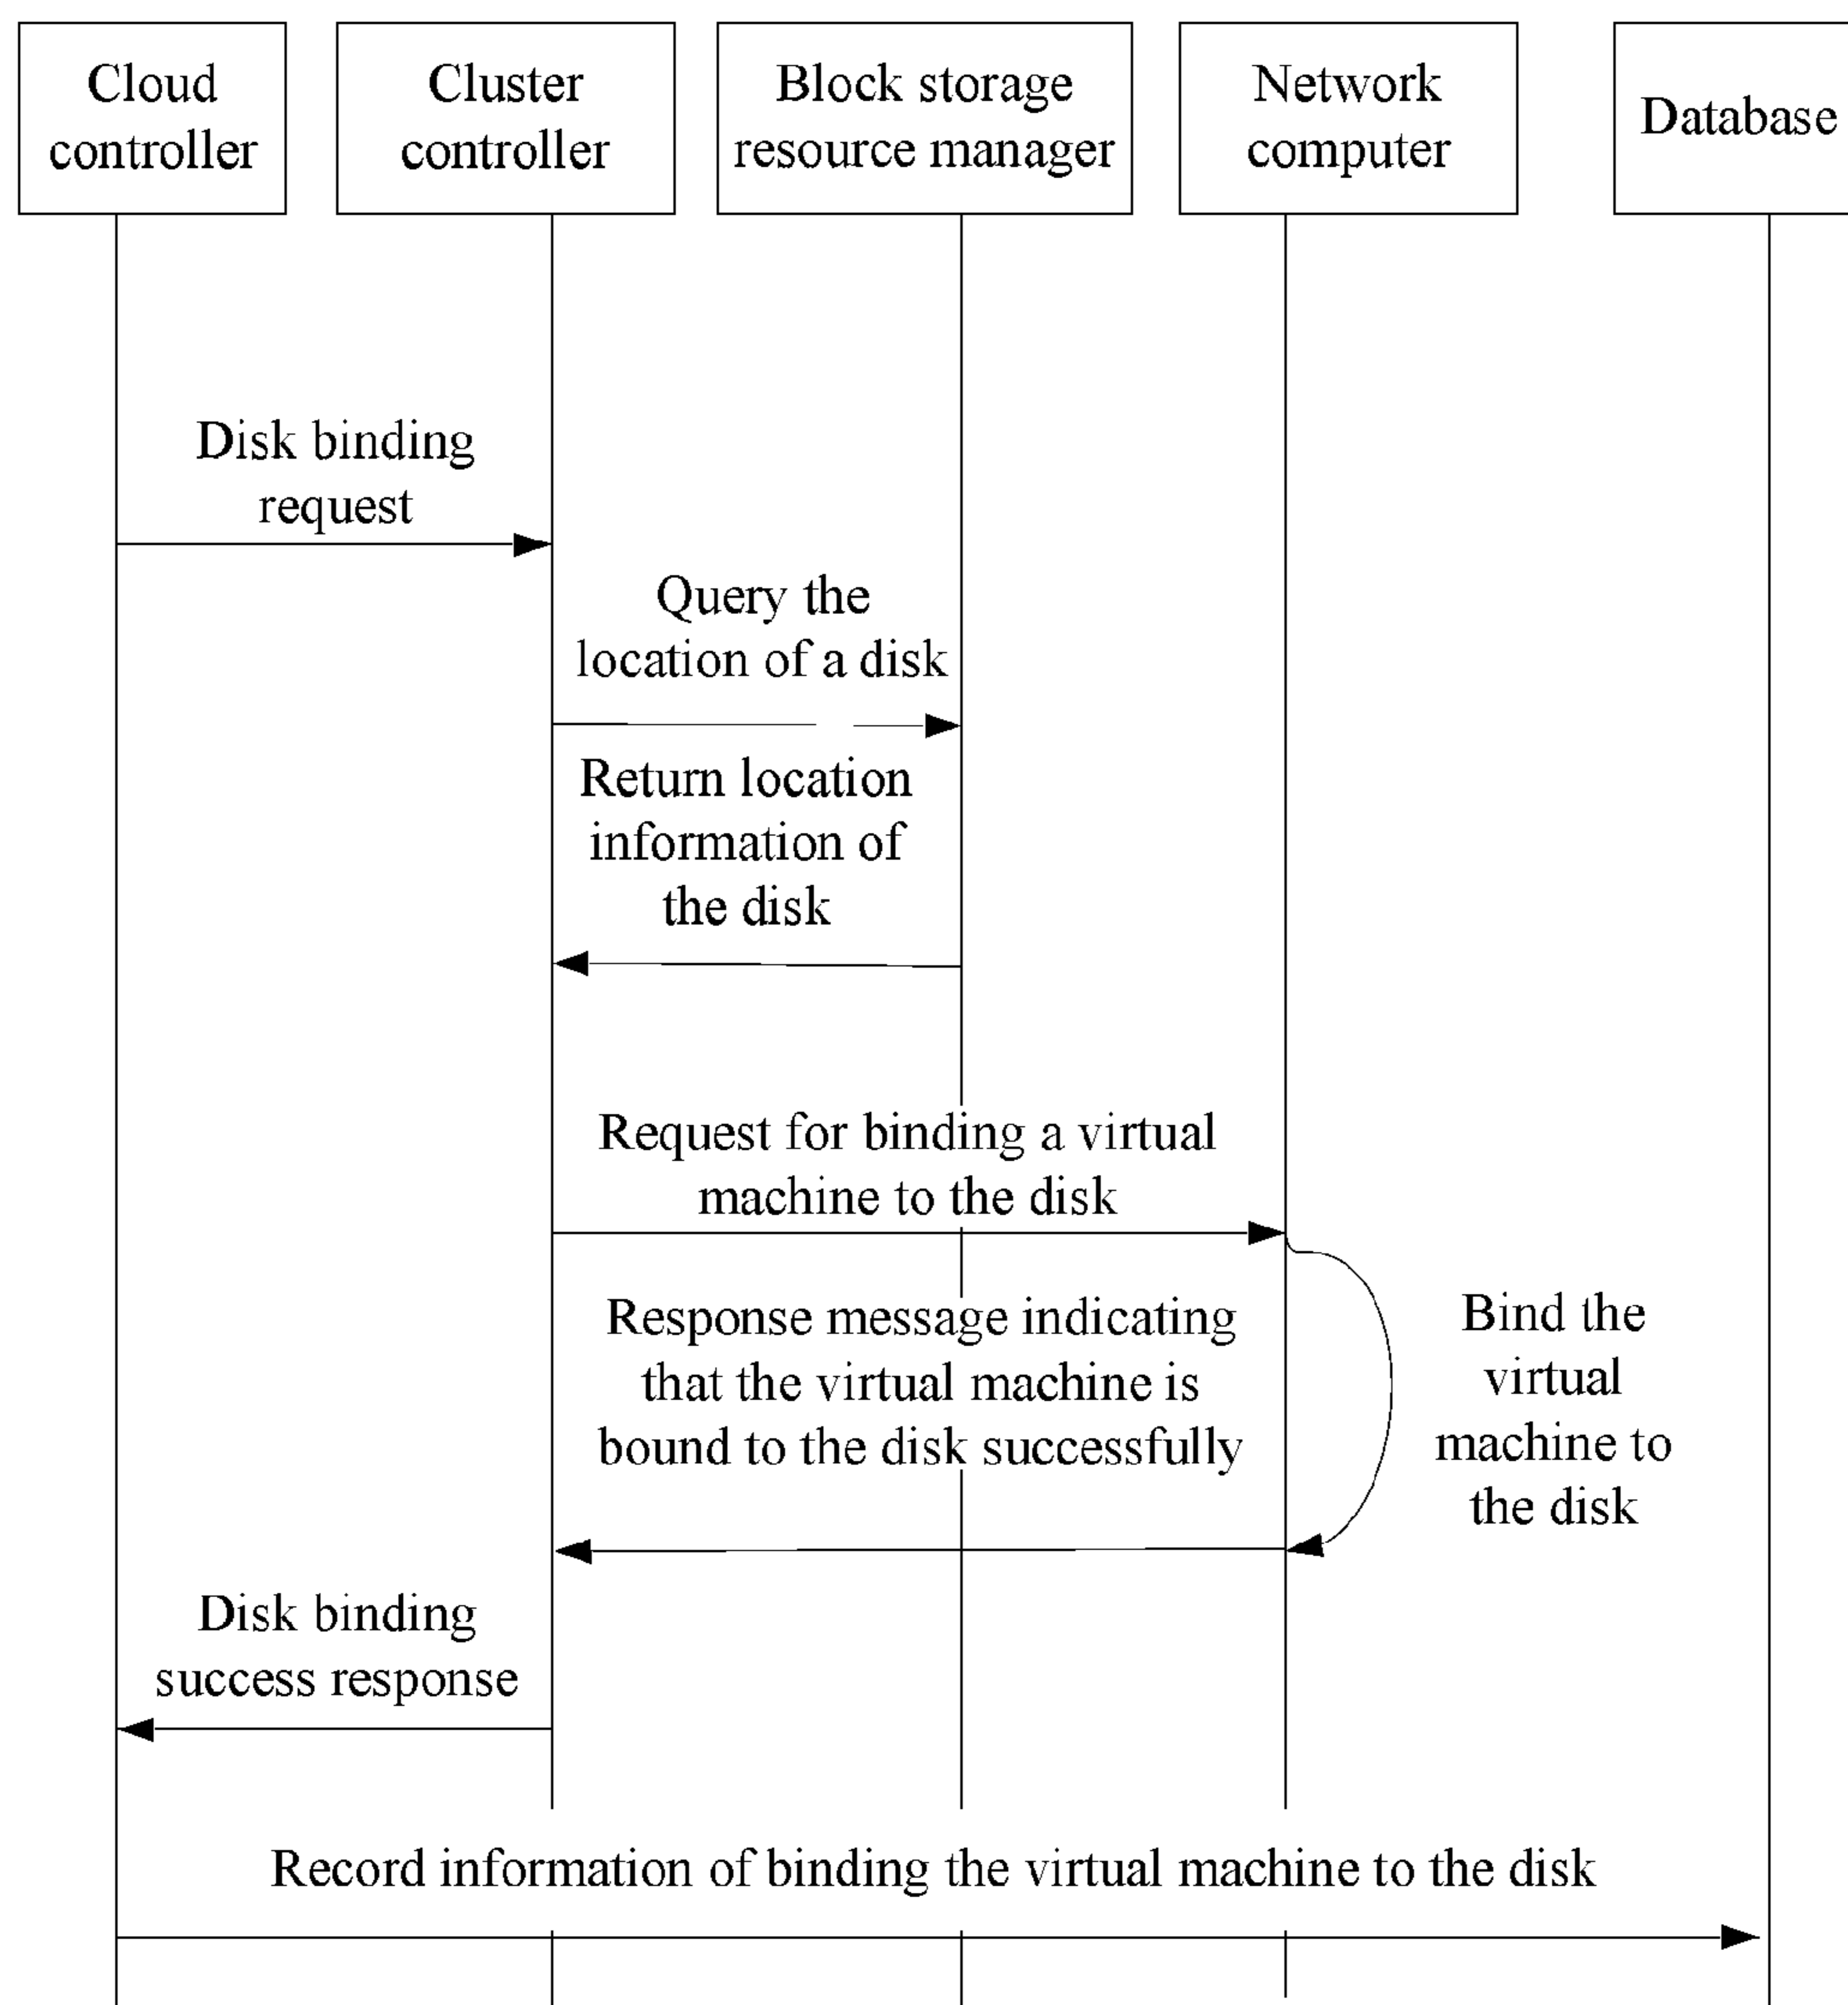 Cloud
controller
Cluster
controller
Block storage
resource manager
Network
computer
Database
Disk binding
request
Query the
location of a disk
Return location
information of
the disk
Request for binding a virtual
machine to the disk
Response message indicating
that the virtual machine is
bound to the disk successfully
Bind the
virtual
machine to
the disk
Disk binding
success response
Record information of binding the virtual machine to the disk